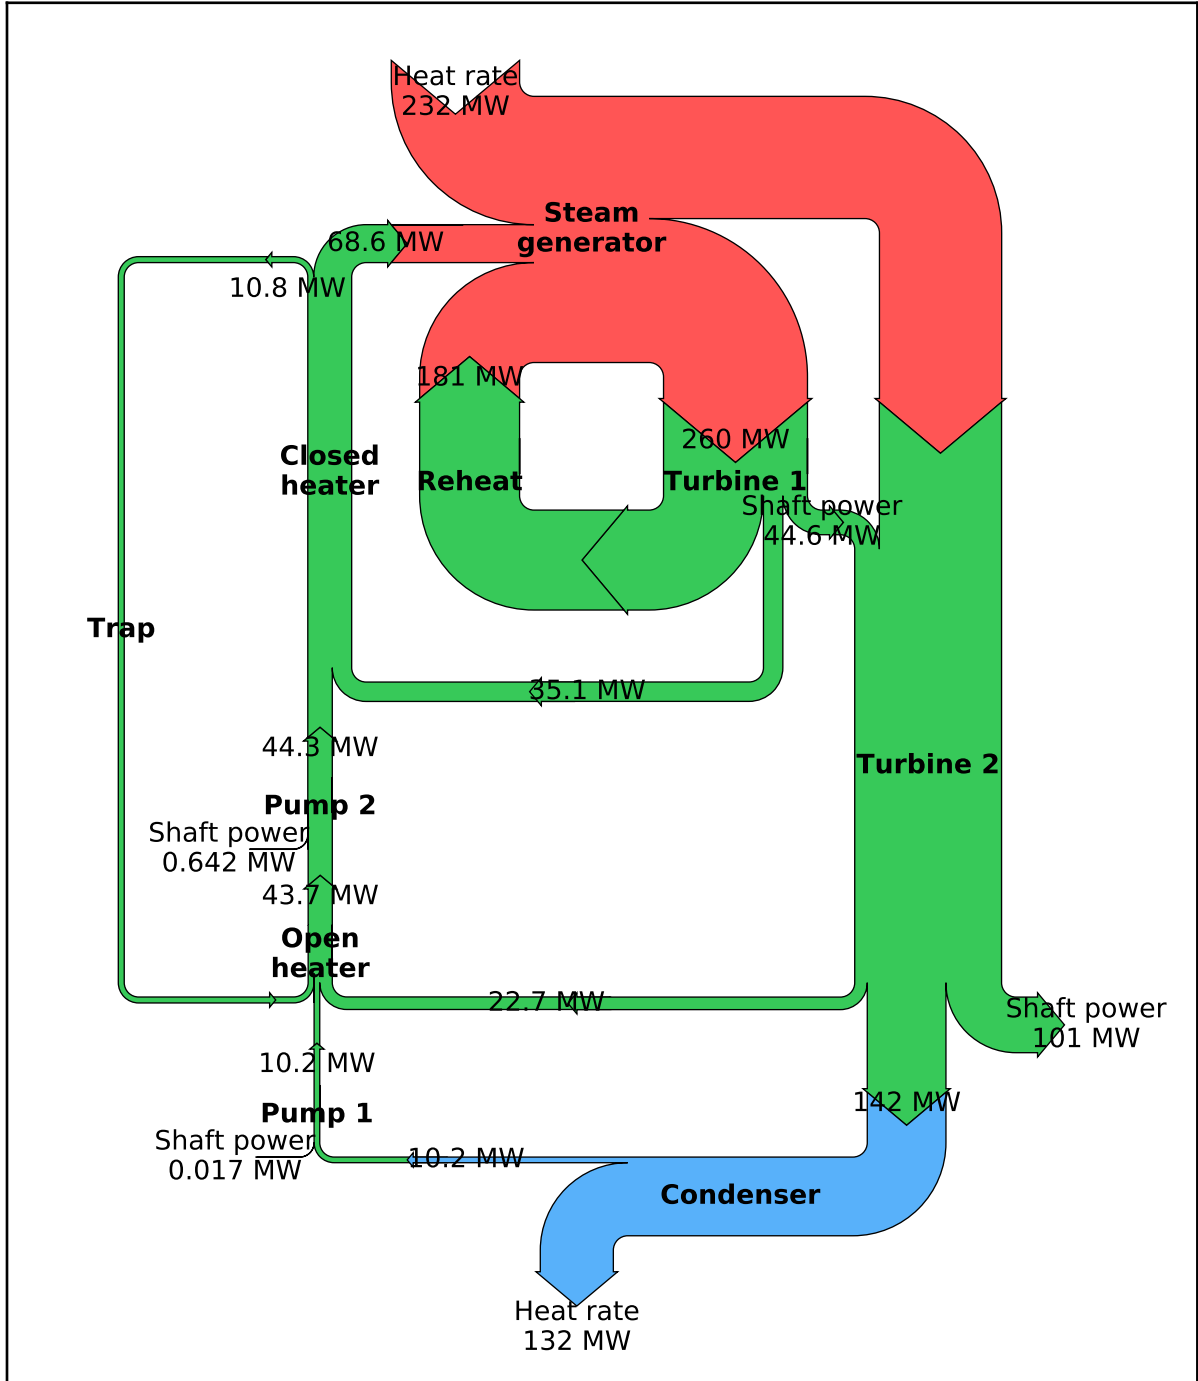 Heat rate
232 MW
Steam
generator
68.6 MW
10.8 MW
181 MW
260 MW
Closed
heater
Reheat
Turbine 1
Shaft power
44.6 MW
Trap
35.1 MW
44.3 MW
Turbine 2
Pump 2
Shaft power
0.642 MW
43.7 MW
Open
heater
22.7 MW
Shaft power
101 MW
10.2 MW
142 MW
Pump 1
Shaft power
0.017 MW
10.2 MW
Condenser
Heat rate
132 MW